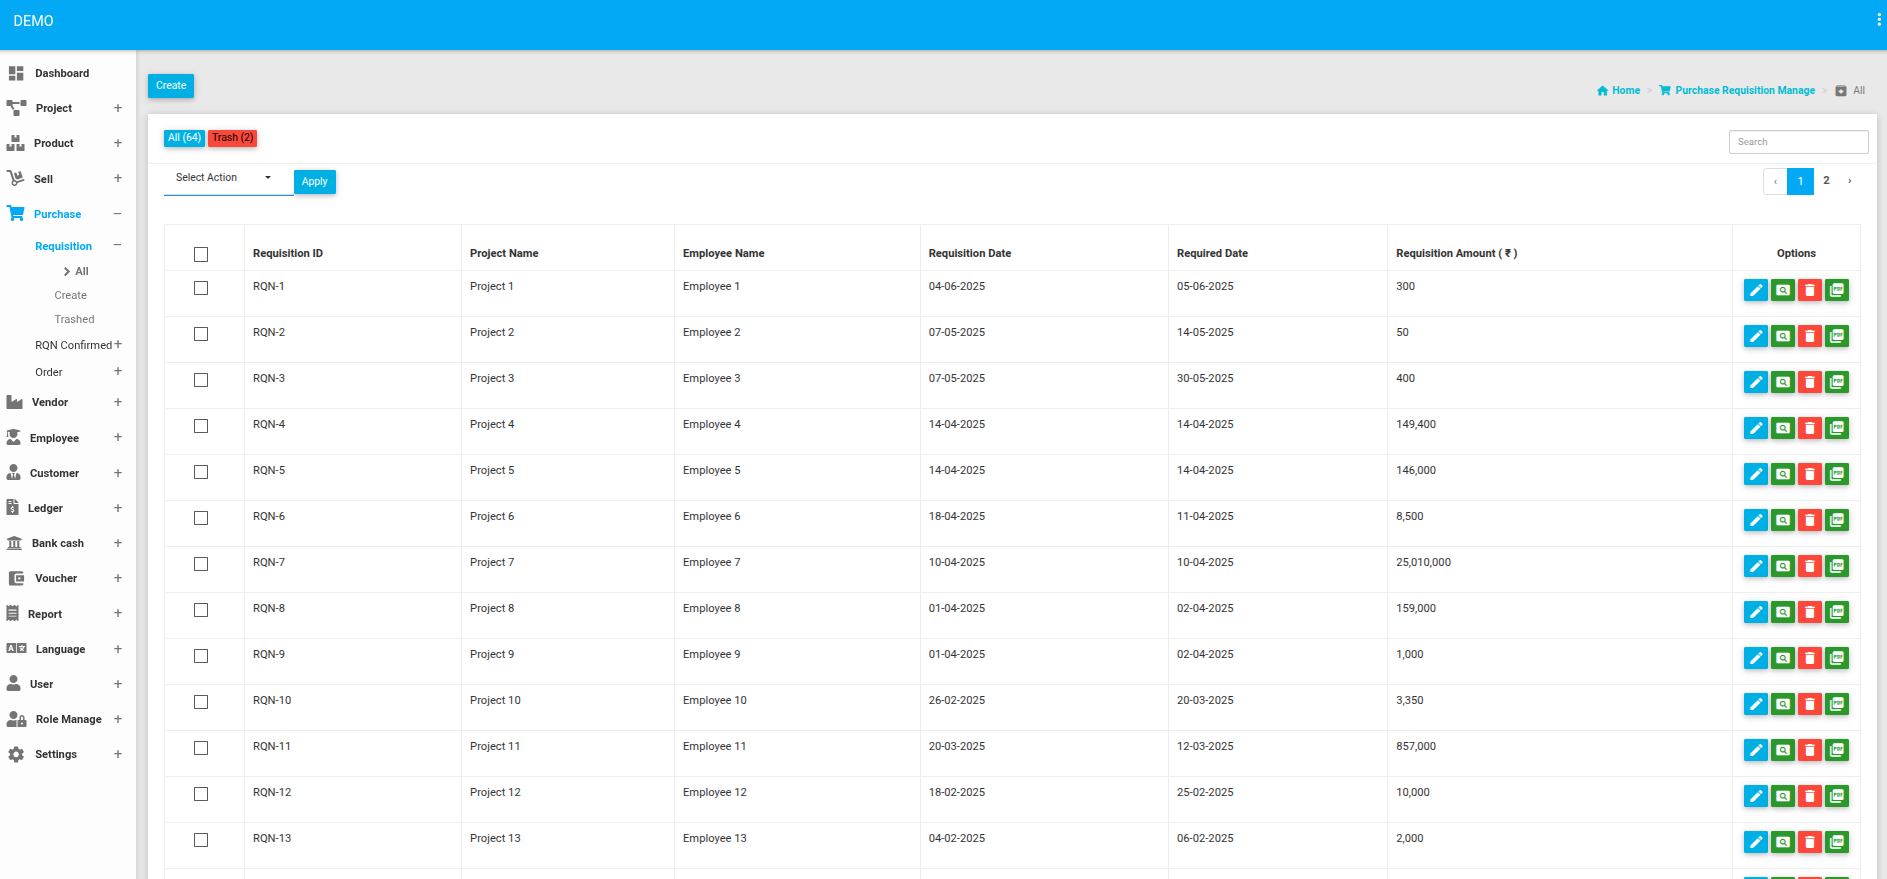 DEMO
Dashboard
Project
Product
Sell
Purchase
Requisition
All
Create
Trashed
RQN Confirmed
Order
Vendor
Employee
Customer
Ledger
Bank cash
Voucher
Report
Language
User
Role Manage
Settings
Create
Home > Purchase Requisition Manage > All
All (64) Trash (2)
Search
Select Action Apply
‹ 1 2 ›
Requisition ID Project Name Employee Name Requisition Date Required Date Requisition Amount ( ₹ ) Options
RQN-1 Project 1 Employee 1 04-06-2025 05-06-2025 300
RQN-2 Project 2 Employee 2 07-05-2025 14-05-2025 50
RQN-3 Project 3 Employee 3 07-05-2025 30-05-2025 400
RQN-4 Project 4 Employee 4 14-04-2025 14-04-2025 149,400
RQN-5 Project 5 Employee 5 14-04-2025 14-04-2025 146,000
RQN-6 Project 6 Employee 6 18-04-2025 11-04-2025 8,500
RQN-7 Project 7 Employee 7 10-04-2025 10-04-2025 25,010,000
RQN-8 Project 8 Employee 8 01-04-2025 02-04-2025 159,000
RQN-9 Project 9 Employee 9 01-04-2025 02-04-2025 1,000
RQN-10 Project 10 Employee 10 26-02-2025 20-03-2025 3,350
RQN-11 Project 11 Employee 11 20-03-2025 12-03-2025 857,000
RQN-12 Project 12 Employee 12 18-02-2025 25-02-2025 10,000
RQN-13 Project 13 Employee 13 04-02-2025 06-02-2025 2,000